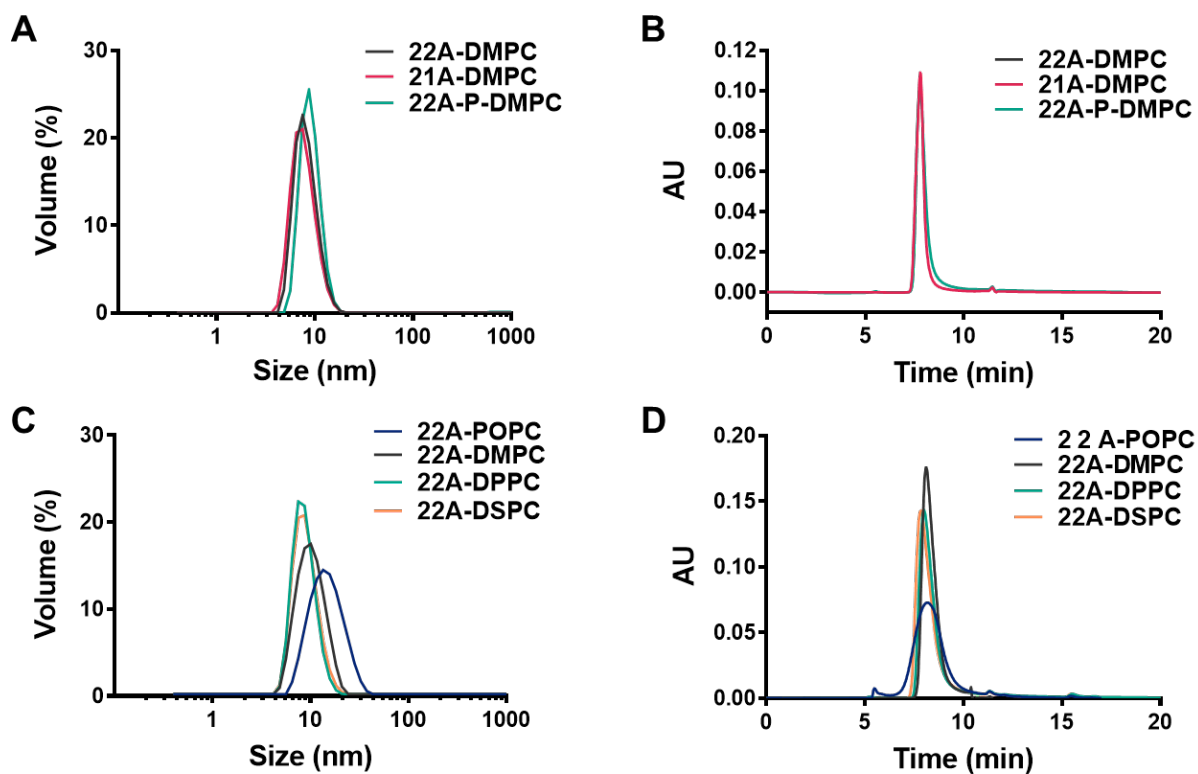 A
30
20
10
0
Volume (%)
1
10
100
1000
Size (nm)
22A-DMPC
21A-DMPC
22A-P-DMPC
B
0.12
0.10
0.08
0.06
0.04
0.02
0.00
AU
0
5
10
15
20
Time (min)
22A-DMPC
21A-DMPC
22A-P-DMPC
C
30
20
10
0
Volume (%)
1
10
100
1000
Size (nm)
22A-POPC
22A-DMPC
22A-DPPC
22A-DSPC
D
0.20
0.15
0.10
0.05
0.00
AU
0
5
10
15
20
Time (min)
2 2 A-POPC
22A-DMPC
22A-DPPC
22A-DSPC